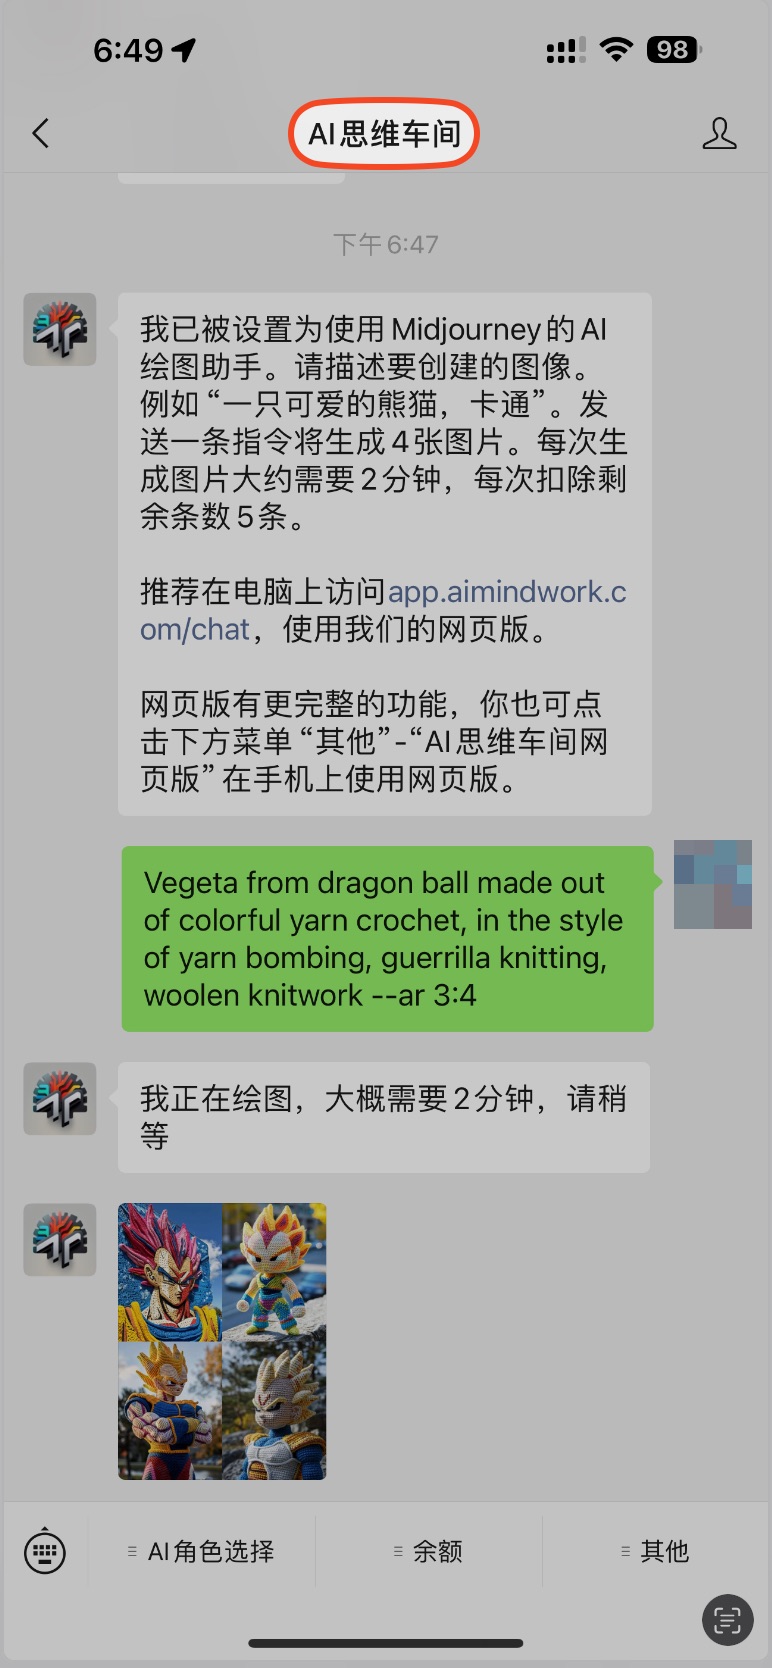 6:49
98
AI思维车间
下午6:47
我已被设置为使用Midjourney的AI
绘图助手。请描述要创建的图像。
例如“一只可爱的熊猫，卡通”。发
送一条指令将生成4张图片。每次生
成图片大约需要2分钟，每次扣除剩
余条数5条。
推荐在电脑上访问app.aimindwork.c
om/chat，使用我们的网页版。
网页版有更完整的功能，你也可点
击下方菜单“其他”-“AI思维车间网
页版”在手机上使用网页版。
Vegeta from dragon ball made out
of colorful yarn crochet, in the style
of yarn bombing, guerrilla knitting,
woolen knitwork --ar 3:4
我正在绘图，大概需要2分钟，请稍
等
AI角色选择
余额
其他